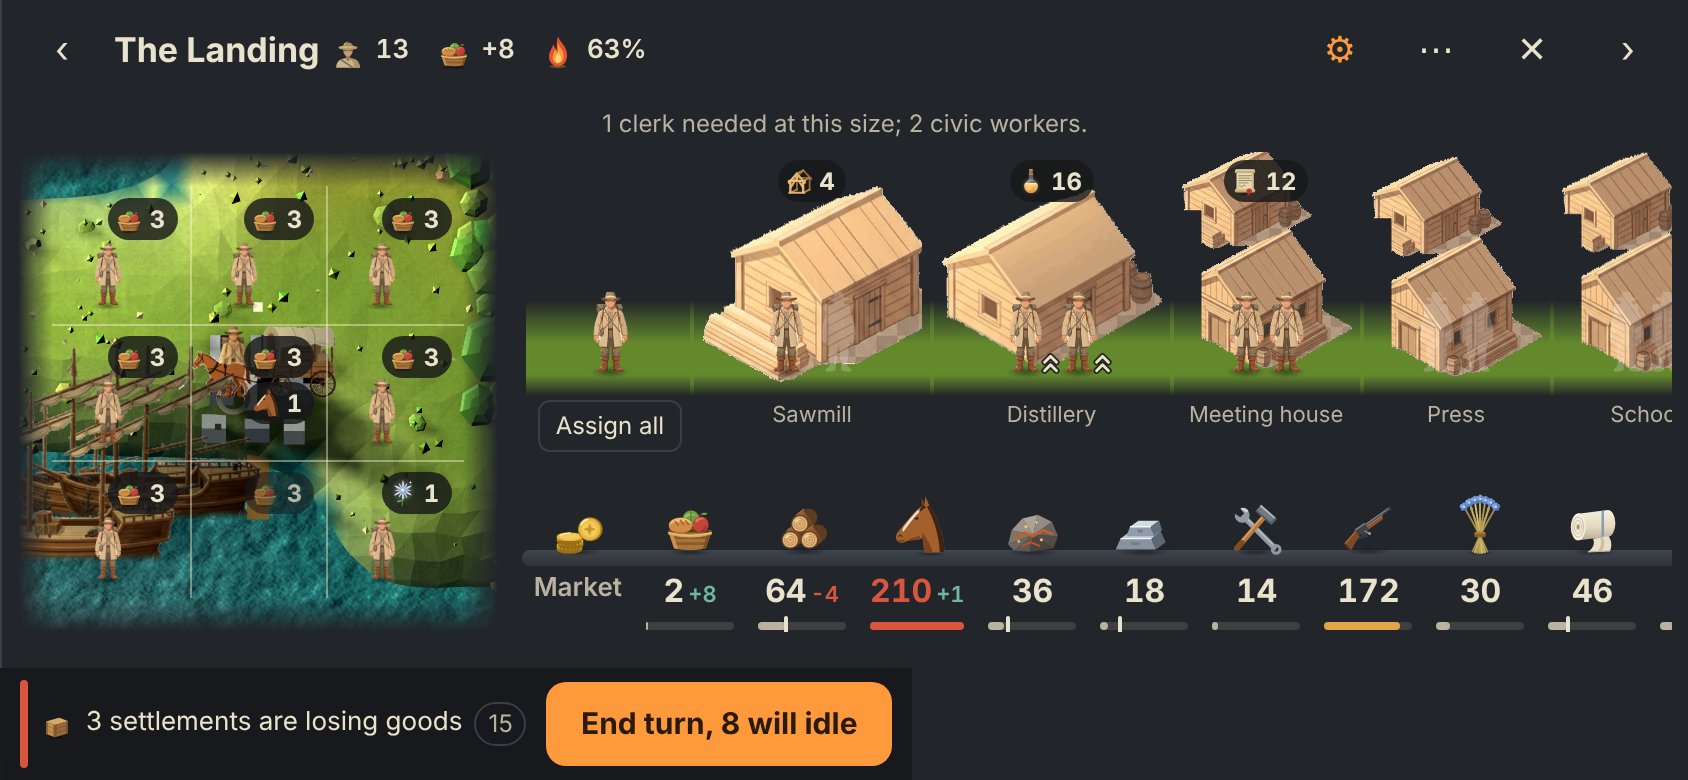 The Landing 13 +8 63%
1 clerk needed at this size; 2 civic workers.
3 3 3
3 3 3
1
3 3 1
4 16 12
Assign all
Sawmill Distillery Meeting house Press Schoo
Market 2 +8 64 -4 210 +1 36 18 14 172 30 46
3 settlements are losing goods 15
End turn, 8 will idle